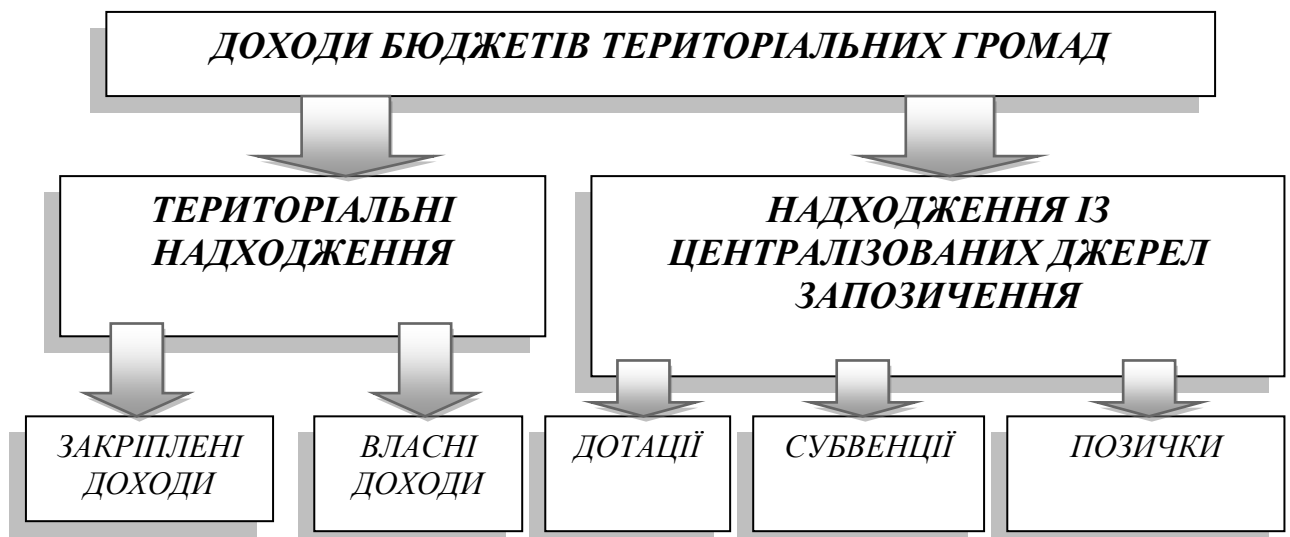 ДОХОДИ БЮДЖЕТІВ ТЕРИТОРІАЛЬНИХ ГРОМАД
ТЕРИТОРІАЛЬНІ
НАДХОДЖЕННЯ
НАДХОДЖЕННЯ ІЗ
ЦЕНТРАЛІЗОВАНИХ ДЖЕРЕЛ
ЗАПОЗИЧЕННЯ
ЗАКРІПЛЕНІ
ДОХОДИ
ВЛАСНІ
ДОХОДИ
ДОТАЦІЇ
СУБВЕНЦІЇ
ПОЗИЧКИ